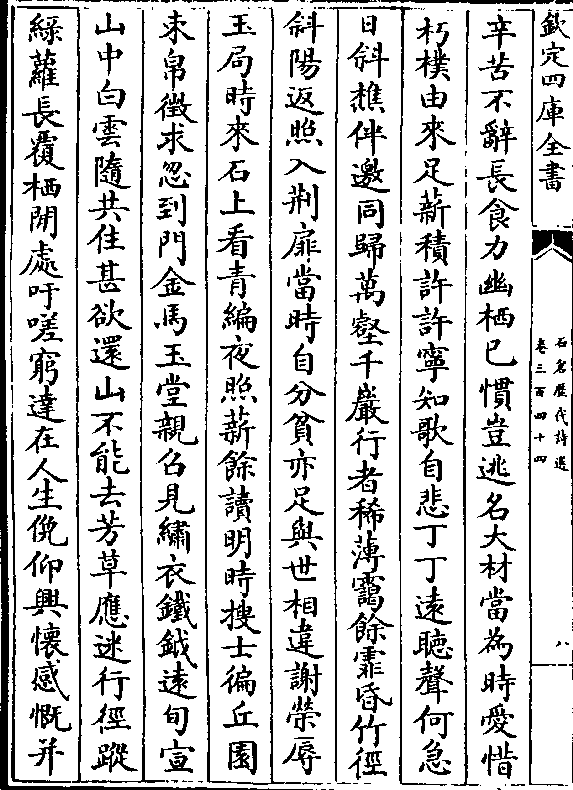 欽定四庫全書
石倉歷代詩選
卷三百四十四
八
辛苦不辭長食力幽栖已慣豈逃名大材當為時愛惜
朽樸由來足薪積許許寧知歌自悲丁丁遠聽聲何急
日斜樵伴邀同歸萬壑千巖行者稀薄靄餘霏昏竹徑
斜陽返照入荆扉當時自分貧亦足與世相違謝榮辱
玉局時來石上看青編夜照薪餘讀明時搜士徧丘園
束帛徵求忽到門金馬玉堂親召見繡衣鐵鉞遠旬宣
山中白雲隨共住甚欲還山不能去芳草應迷行徑蹤
綠蘿長覆栖閒處吁嗟窮達在人生俛仰興懷感慨并